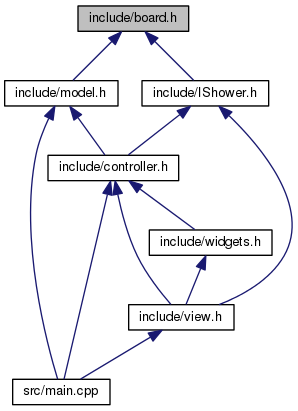 include/board.h
include/model.h
include/IShower.h
include/controller.h
include/widgets.h
include/view.h
src/main.cpp